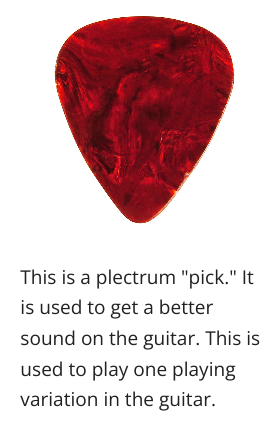 This is a plectrum "pick." It
is used to get a better
sound on the guitar. This is
used to play one playing
variation in the guitar.